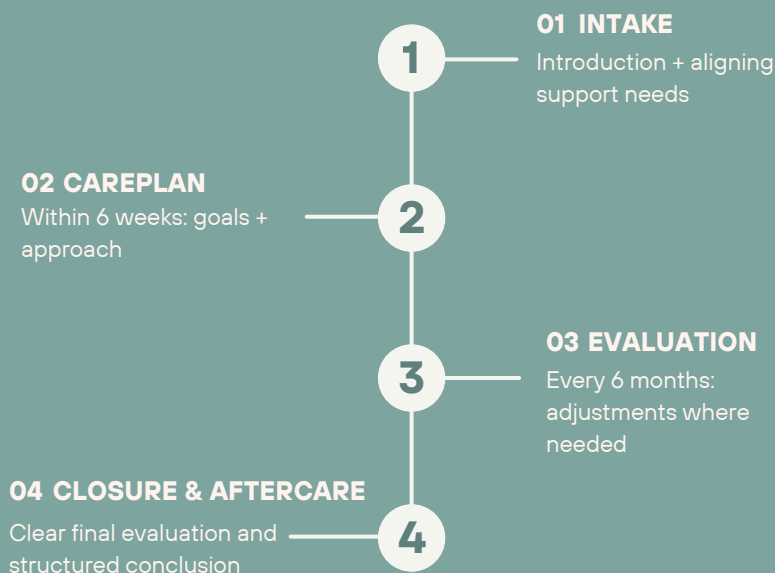 01 INTAKE
1
Introduction + aligning
support needs
02 CAREPLAN
2
Within 6 weeks: goals +
approach
03 EVALUATION
3
Every 6 months:
adjustments where
needed
04 CLOSURE & AFTERCARE
4
Clear final evaluation and
structured conclusion